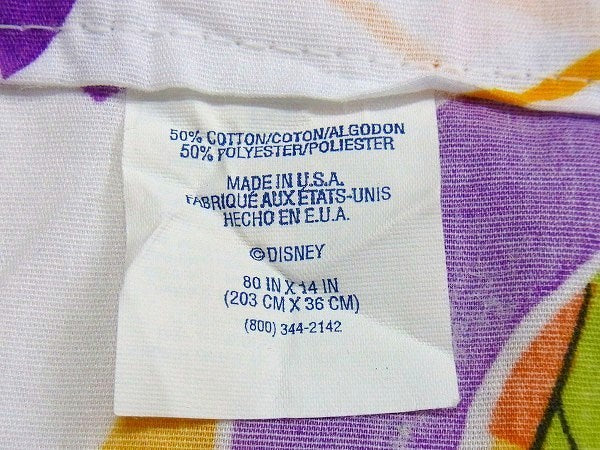 50% COTTON/COTON/ALGODON
50% POLYESTER/POLIESTER
MADE IN U.S.A.
FABRIQUÉ AUX ÉTATS-UNIS
HECHO EN E.U.A.
©DISNEY
80 IN X 14 IN
(203 CM X 36 CM)
(800) 344-2142